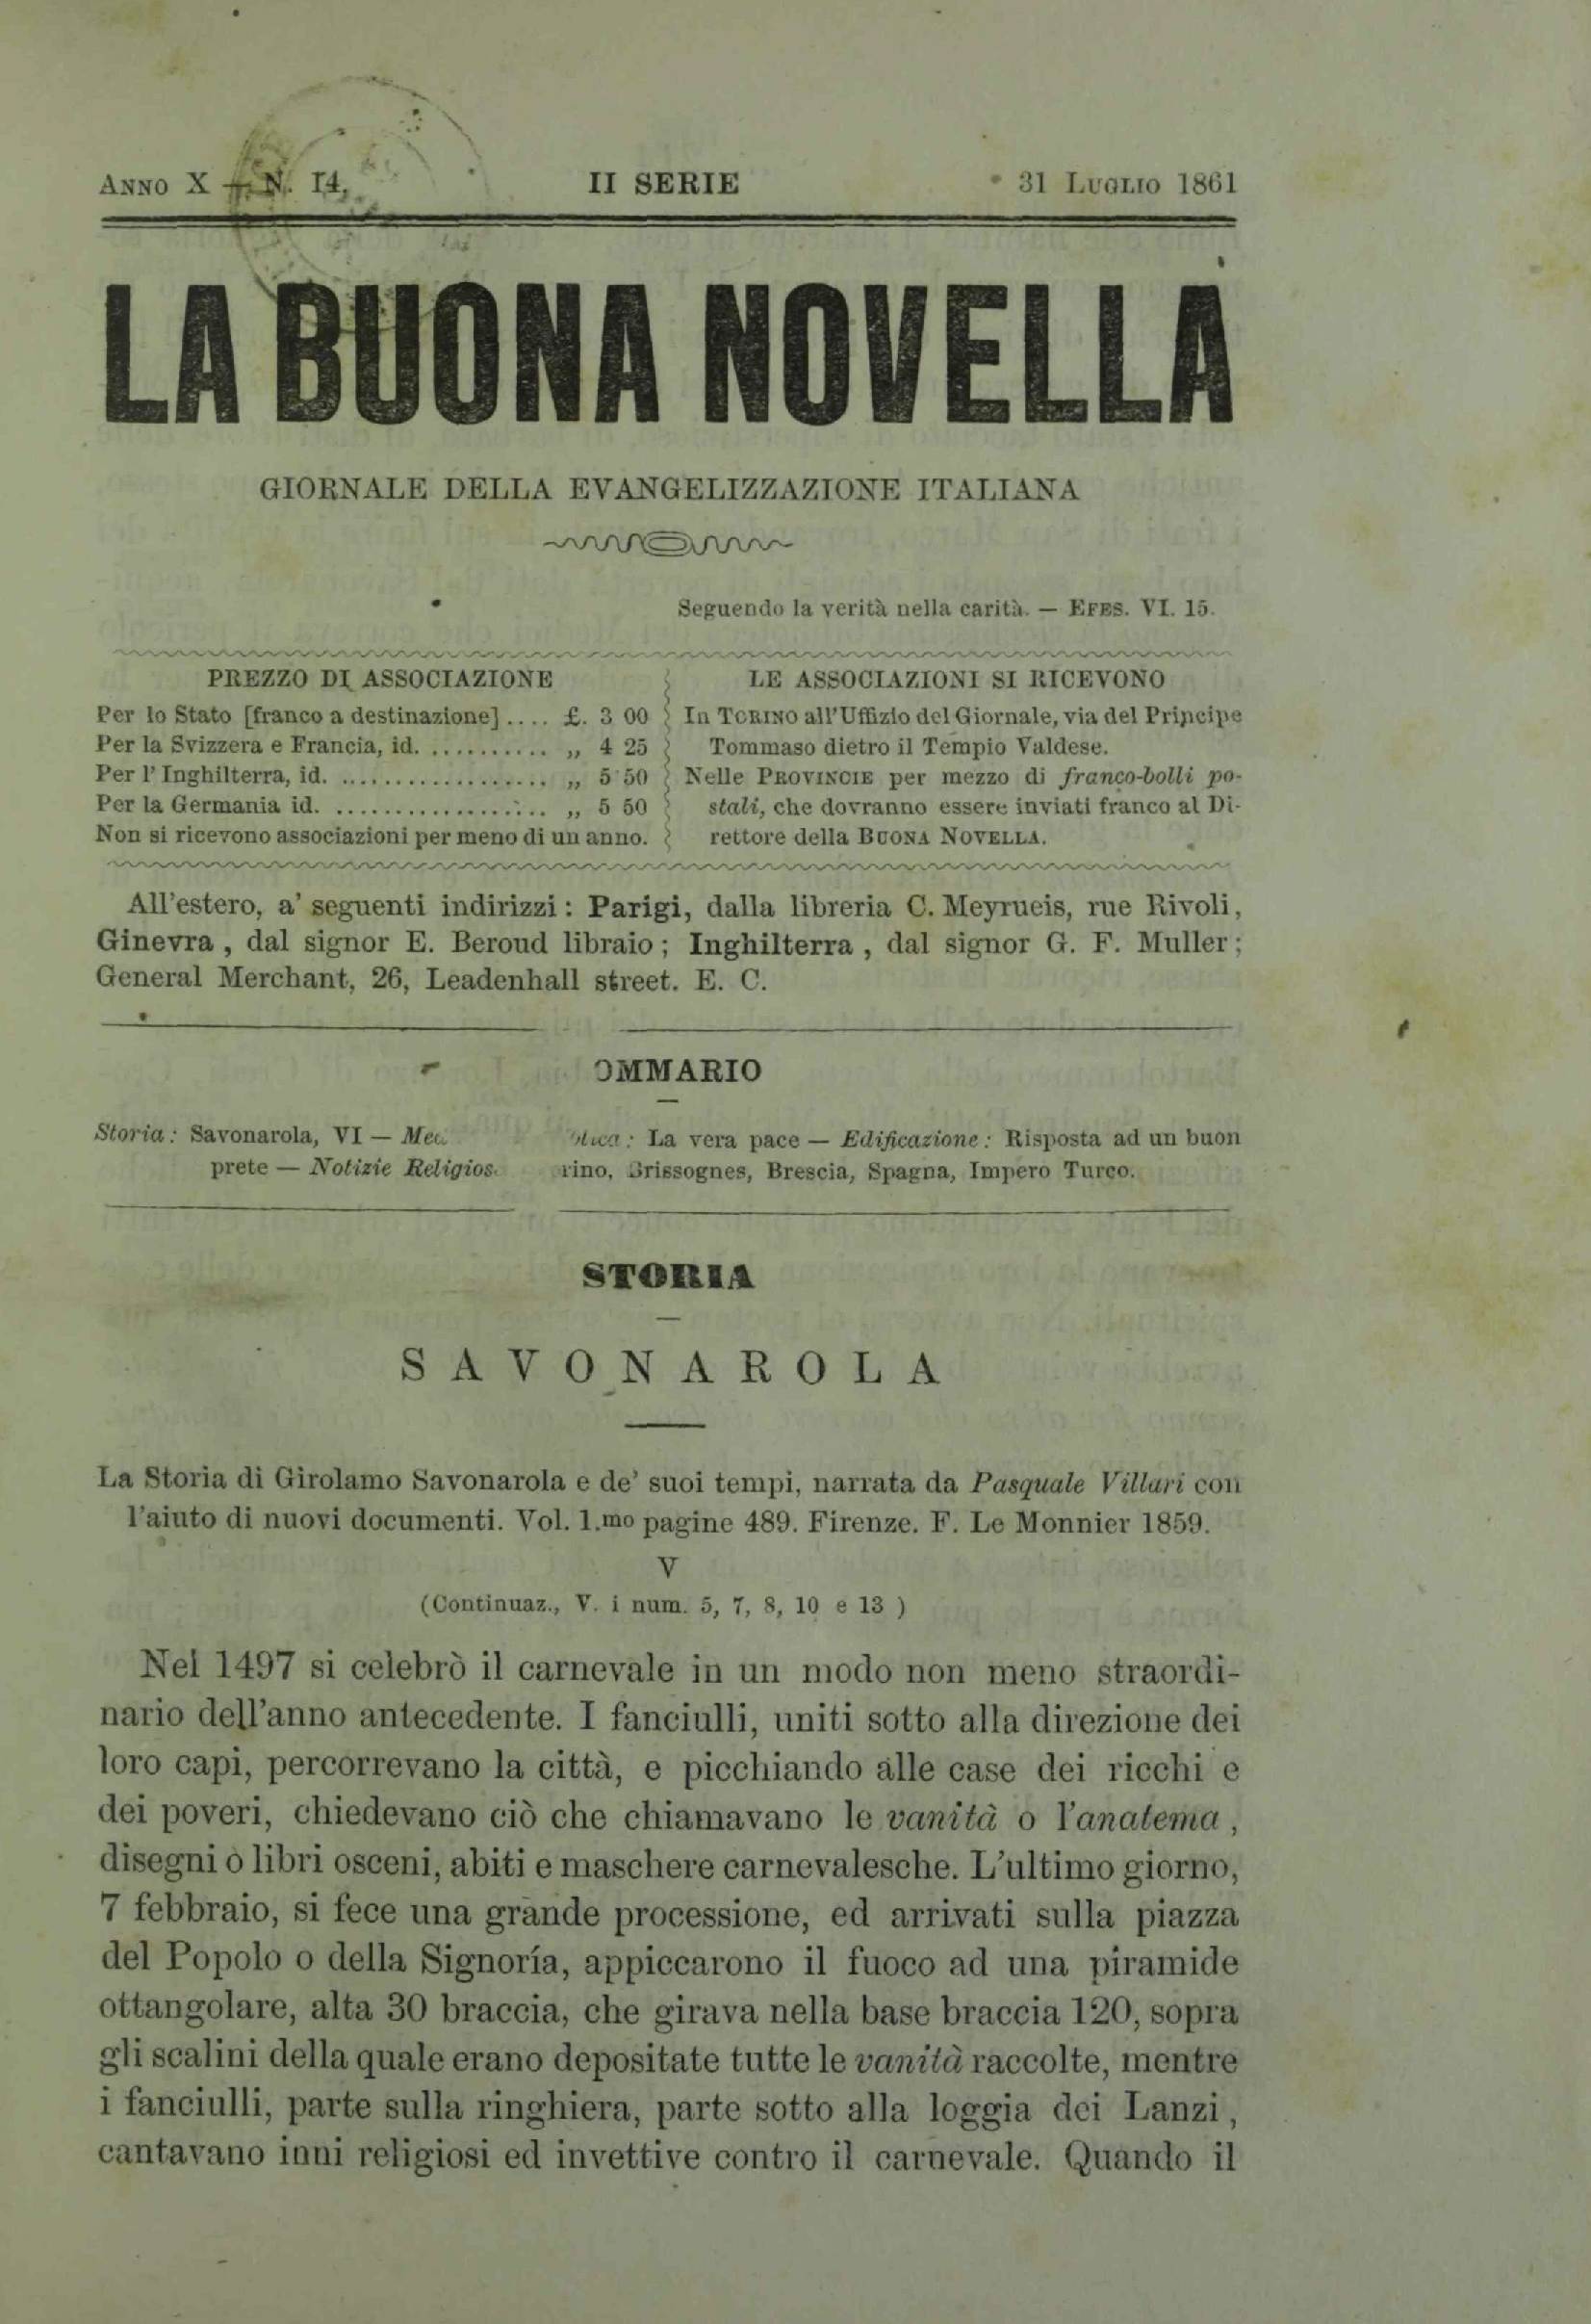 ANNO X — N. 14.
II SERIE
31 LUGLIO 1861
LA BUONA NOVELLA
GIORNALE DELLA EVANGELIZZAZIONE ITALIANA
Seguendo la verità nella carità. — EFES. VI. 15.
PREZZO DI ASSOCIAZIONE
Per lo Stato [franco a destinazione] .... £. 3 00
Per la Svizzera e Francia, id. ........... „ 4 25
Per l'Inghilterra, id. .................. „ 5 50
Per la Germania id. .................. „ 5 50
Non si ricevono associazioni per meno di un anno.
LE ASSOCIAZIONI SI RICEVONO
In TORINO all'Uffizio del Giornale, via del Principe
Tommaso dietro il Tempio Valdese.
Nelle PROVINCIE per mezzo di franco-bolli po-
stali, che dovranno essere inviati franco al Di-
rettore della BUONA NOVELLA.
All'estero, a' seguenti indirizzi: Parigi, dalla libreria C. Meyrueis, rue Rivoli,
Ginevra, dal signor E. Beroud libraio; Inghilterra, dal signor G. F. Muller;
General Merchant, 26, Leadenhall street. E. C.
OMMARIO
Storia: Savonarola, VI — : La vera pace — Edificazione: Risposta ad un buon
prete — Notizie Religios rino, Brissognes, Brescia, Spagna, Impero Turco.
STORIA
SAVONAROLA
La Storia di Girolamo Savonarola e de' suoi tempi, narrata da Pasquale Villari con
l'aiuto di nuovi documenti. Vol. 1.mo pagine 489. Firenze. F. Le Monnier 1859.
V
(Continuaz., V. i num. 5, 7, 8, 10 e 13 )
Nel 1497 si celebrò il carnevale in un modo non meno straordi-
nario dell'anno antecedente. I fanciulli, uniti sotto alla direzione dei
loro capi, percorrevano la città, e picchiando alle case dei ricchi e
dei poveri, chiedevano ciò che chiamavano le vanità o l'anatema,
disegni o libri osceni, abiti e maschere carnevalesche. L'ultimo giorno,
7 febbraio, si fece una grande processione, ed arrivati sulla piazza
del Popolo o della Signoría, appiccarono il fuoco ad una piramide
ottangolare, alta 30 braccia, che girava nella base braccia 120, sopra
gli scalini della quale erano depositate tutte le vanità raccolte, mentre
i fanciulli, parte sulla ringhiera, parte sotto alla loggia dei Lanzi,
cantavano inni religiosi ed invettive contro il carnevale. Quando il